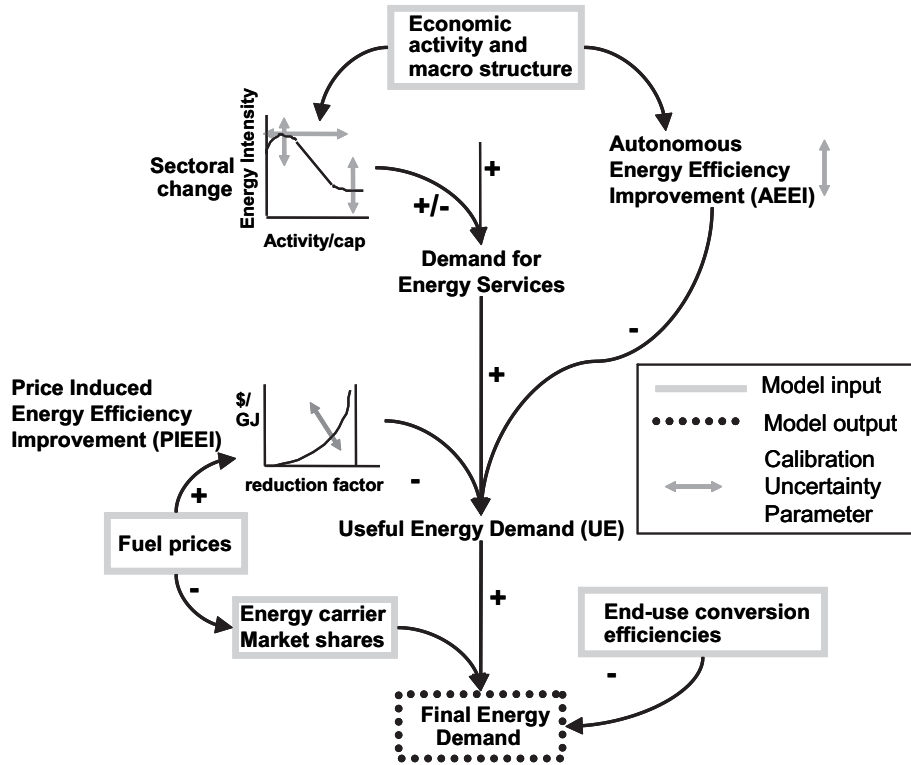 Economic
activity and
macro structure
Energy Intensity
Sectoral
change
Activity/cap
+/-
+
Autonomous
Energy Efficiency
Improvement (AEEI)
Demand for
Energy Services
-
+
Price Induced
Energy Efficiency
Improvement (PIEEI)
$/
GJ
reduction factor
-
+
Fuel prices
-
Useful Energy Demand (UE)
+
Energy carrier
Market shares
End-use conversion
efficiencies
-
Final Energy
Demand
Model input
Model output
Calibration
Uncertainty
Parameter